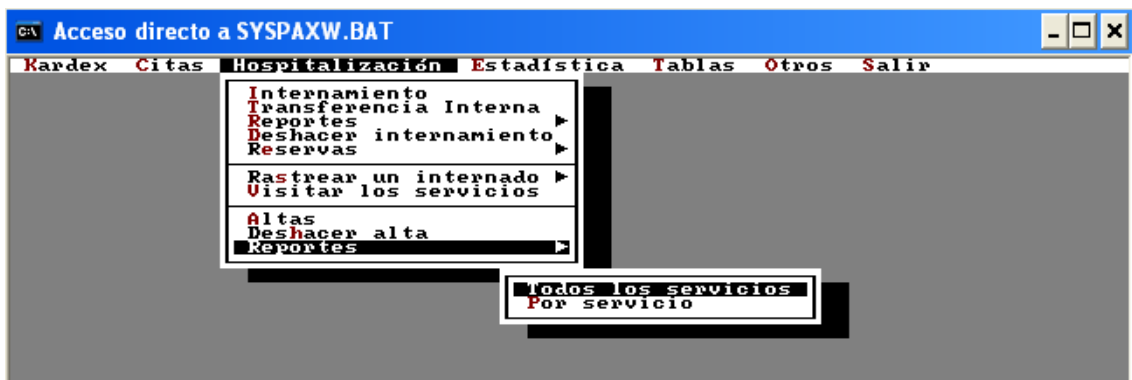 Acceso directo a SYSPAXW.BAT
Kardex Citas Hospitalización Estadística Tablas Otros Salir
Internamiento
Transferencia Interna
Reportes
Deshacer internamiento
Reservas
Rastrear un internado
Visitar los servicios
Altas
Deshacer alta
Reportes
Todos los servicios
Por servicio